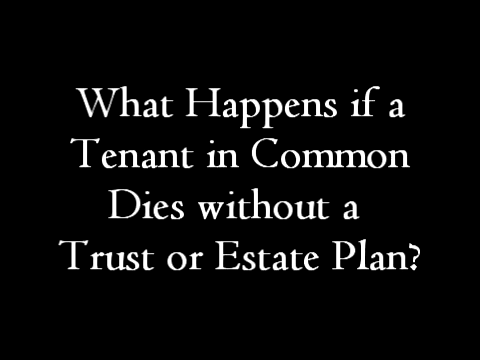 What Happens if a
Tenant in Common
Dies without a
Trust or Estate Plan?